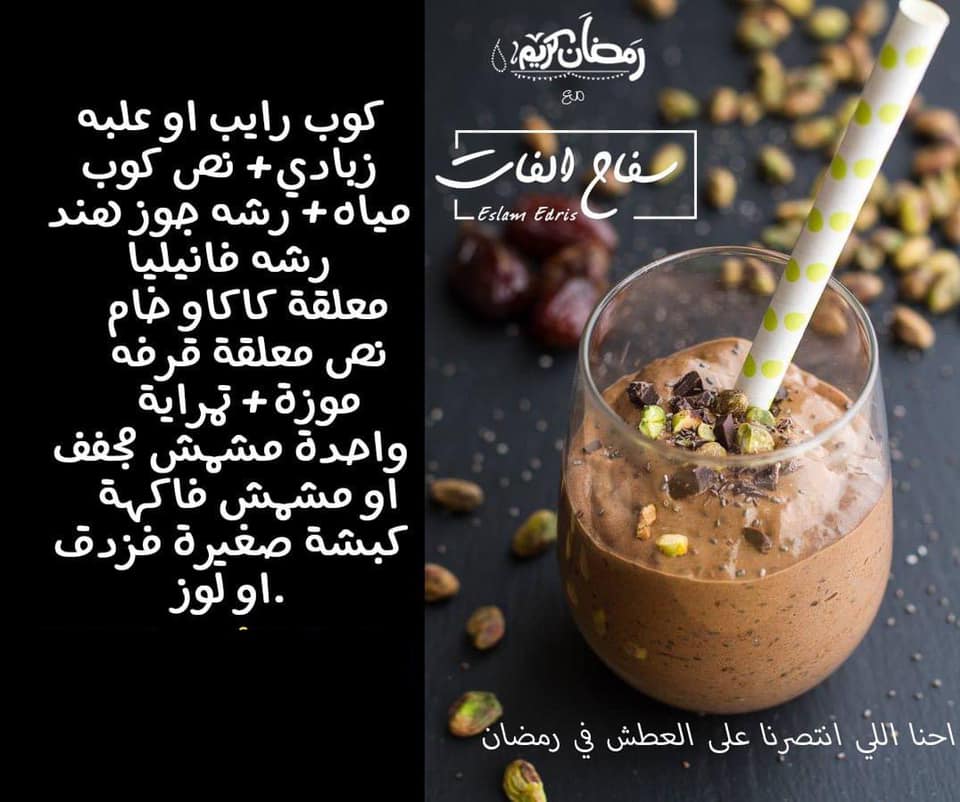 كوب رايب او علبه
زبادي+ نص كوب
مياه+ رشه جوز هند
رشه فانيليا
معلقة كاكاو خام
نص معلقة قرفه
موزة+ تمراية
واحدة مشمش مجفف
او مشمش فاكهة
كبشة صغيرة فزدق
او لوز.
رمضان كريم
مع
سفاح الفات
Eslam Edris
احنا اللي انتصرنا على العطش في رمضان